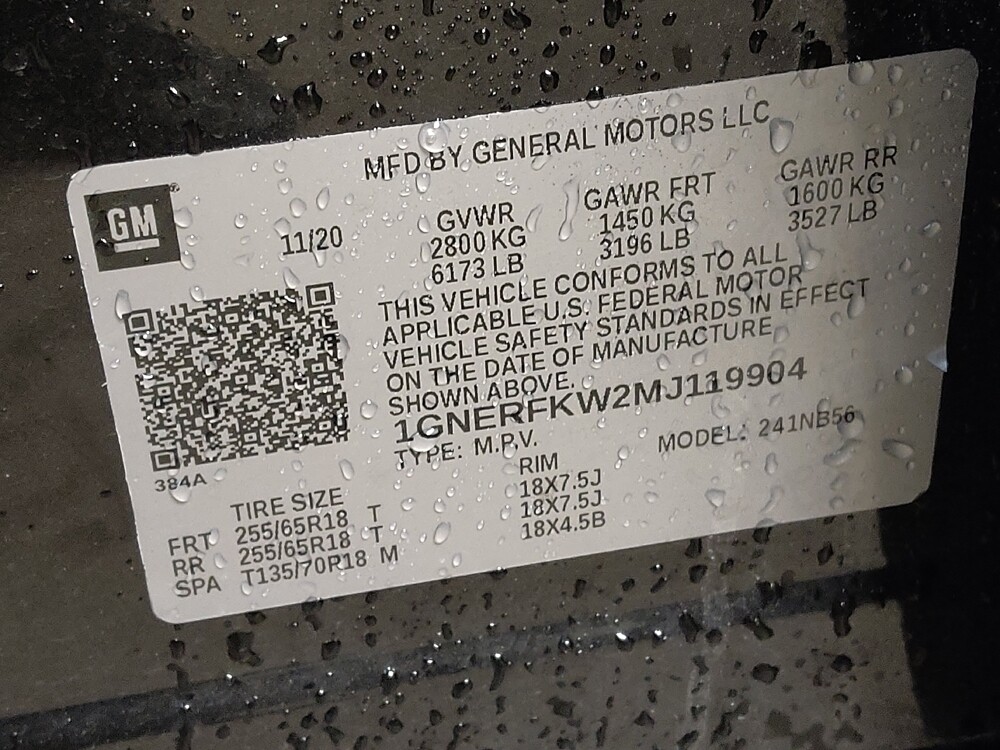 MFD BY GENERAL MOTORS LLC
GM®
11/20
GVWR
2800 KG
6173 LB
GAWR FRT
1450 KG
3196 LB
GAWR RR
1600 KG
3527 LB
THIS VEHICLE CONFORMS TO ALL
APPLICABLE U.S. FEDERAL MOTOR
VEHICLE SAFETY STANDARDS IN EFFECT
ON THE DATE OF MANUFACTURE
SHOWN ABOVE.
1GNERFKW2MJ119904
TYPE: M.P.V.
MODEL: 241NB56
384A
TIRE SIZE RIM
FRT 255/65R18 T 18X7.5J
RR 255/65R18 T 18X7.5J
SPA T135/70R18 M 18X4.5B